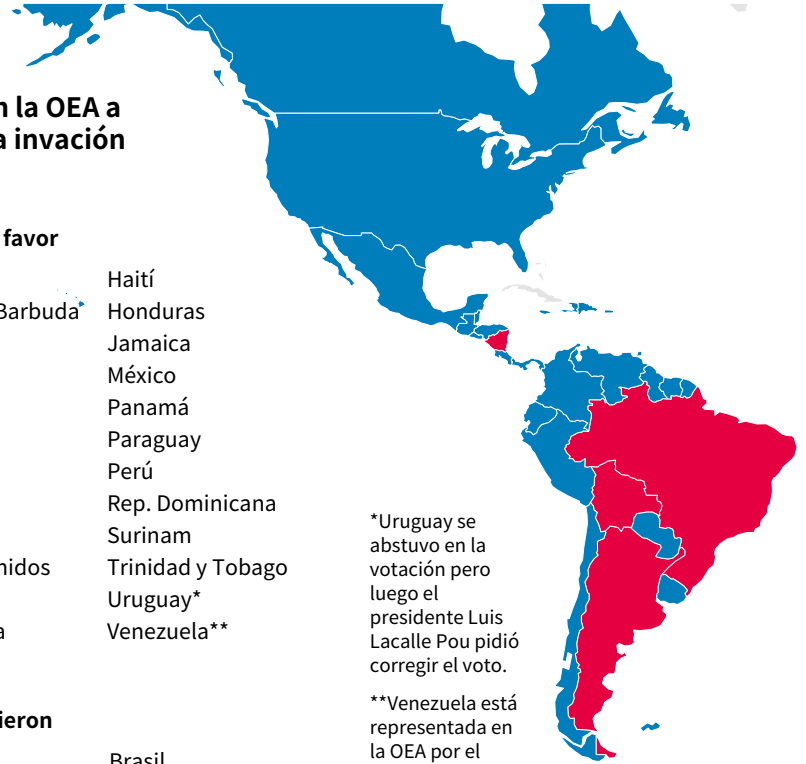 n la OEA a
a invación
favor
Haití
Barbuda
Honduras
Jamaica
México
Panamá
Paraguay
Perú
Rep. Dominicana
Surinam
nidos
Trinidad y Tobago
Uruguay*
a
Venezuela**
*Uruguay se
abstuvo en la
votación pero
luego el
presidente Luis
Lacalle Pou pidió
corregir el voto.
**Venezuela está
representada en
la OEA por el
ieron
Brasil